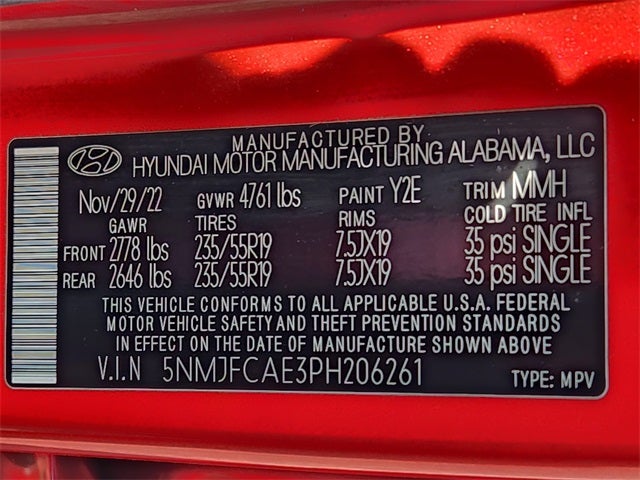 MANUFACTURED BY
HYUNDAI MOTOR MANUFACTURING ALABAMA, LLC
Nov/29/22 GVWR 4761 lbs PAINT Y2E TRIM MMH
GAWR TIRES RIMS COLD TIRE INFL
FRONT 2778 lbs 235/55R19 7.5JX19 35 psi SINGLE
REAR 2646 lbs 235/55R19 7.5JX19 35 psi SINGLE
THIS VEHICLE CONFORMS TO ALL APPLICABLE U.S.A. FEDERAL
MOTOR VEHICLE SAFETY AND THEFT PREVENTION STANDARDS
IN EFFECT ON THE DATE OF MANUFACTURE SHOWN ABOVE
V.I.N 5NMJFCAE3PH206261 TYPE: MPV